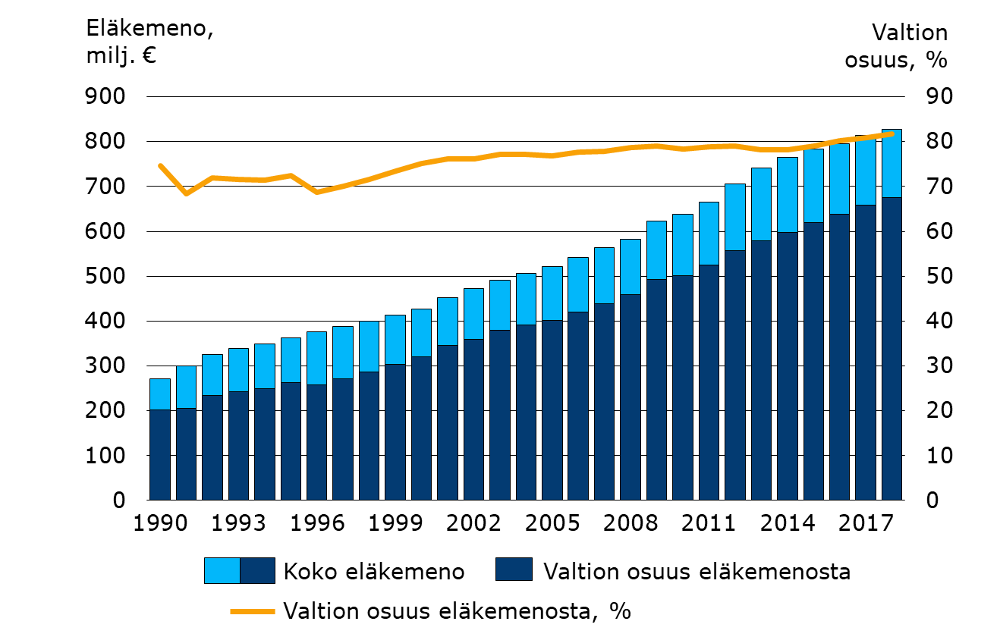 Eläkemeno,
milj. €
Valtion
osuus, %
900
800
700
600
500
400
300
200
100
0
90
80
70
60
50
40
30
20
10
0
1990 1993 1996 1999 2002 2005 2008 2011 2014 2017
Koko eläkemeno
Valtion osuus eläkemenosta
Valtion osuus eläkemenosta, %